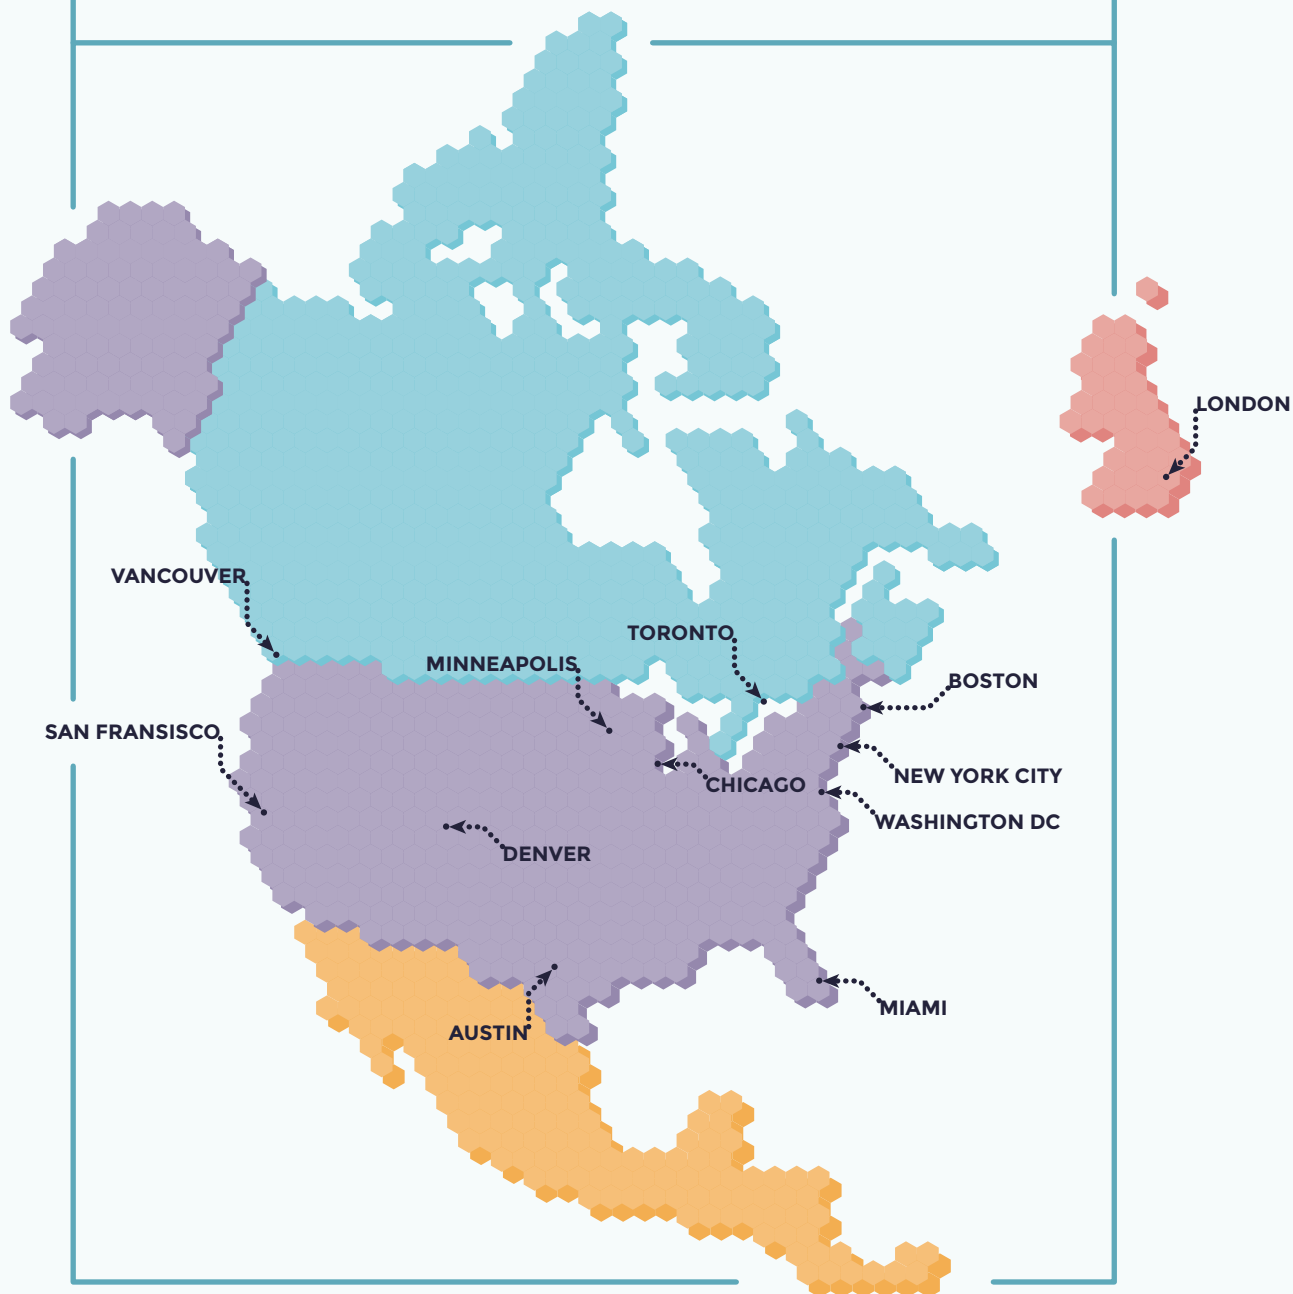 LONDON
VANCOUVER
TORONTO
MINNEAPOLIS
BOSTON
SAN FRANSISCO
NEW YORK CITY
CHICAGO
WASHINGTON DC
DENVER
MIAMI
AUSTIN